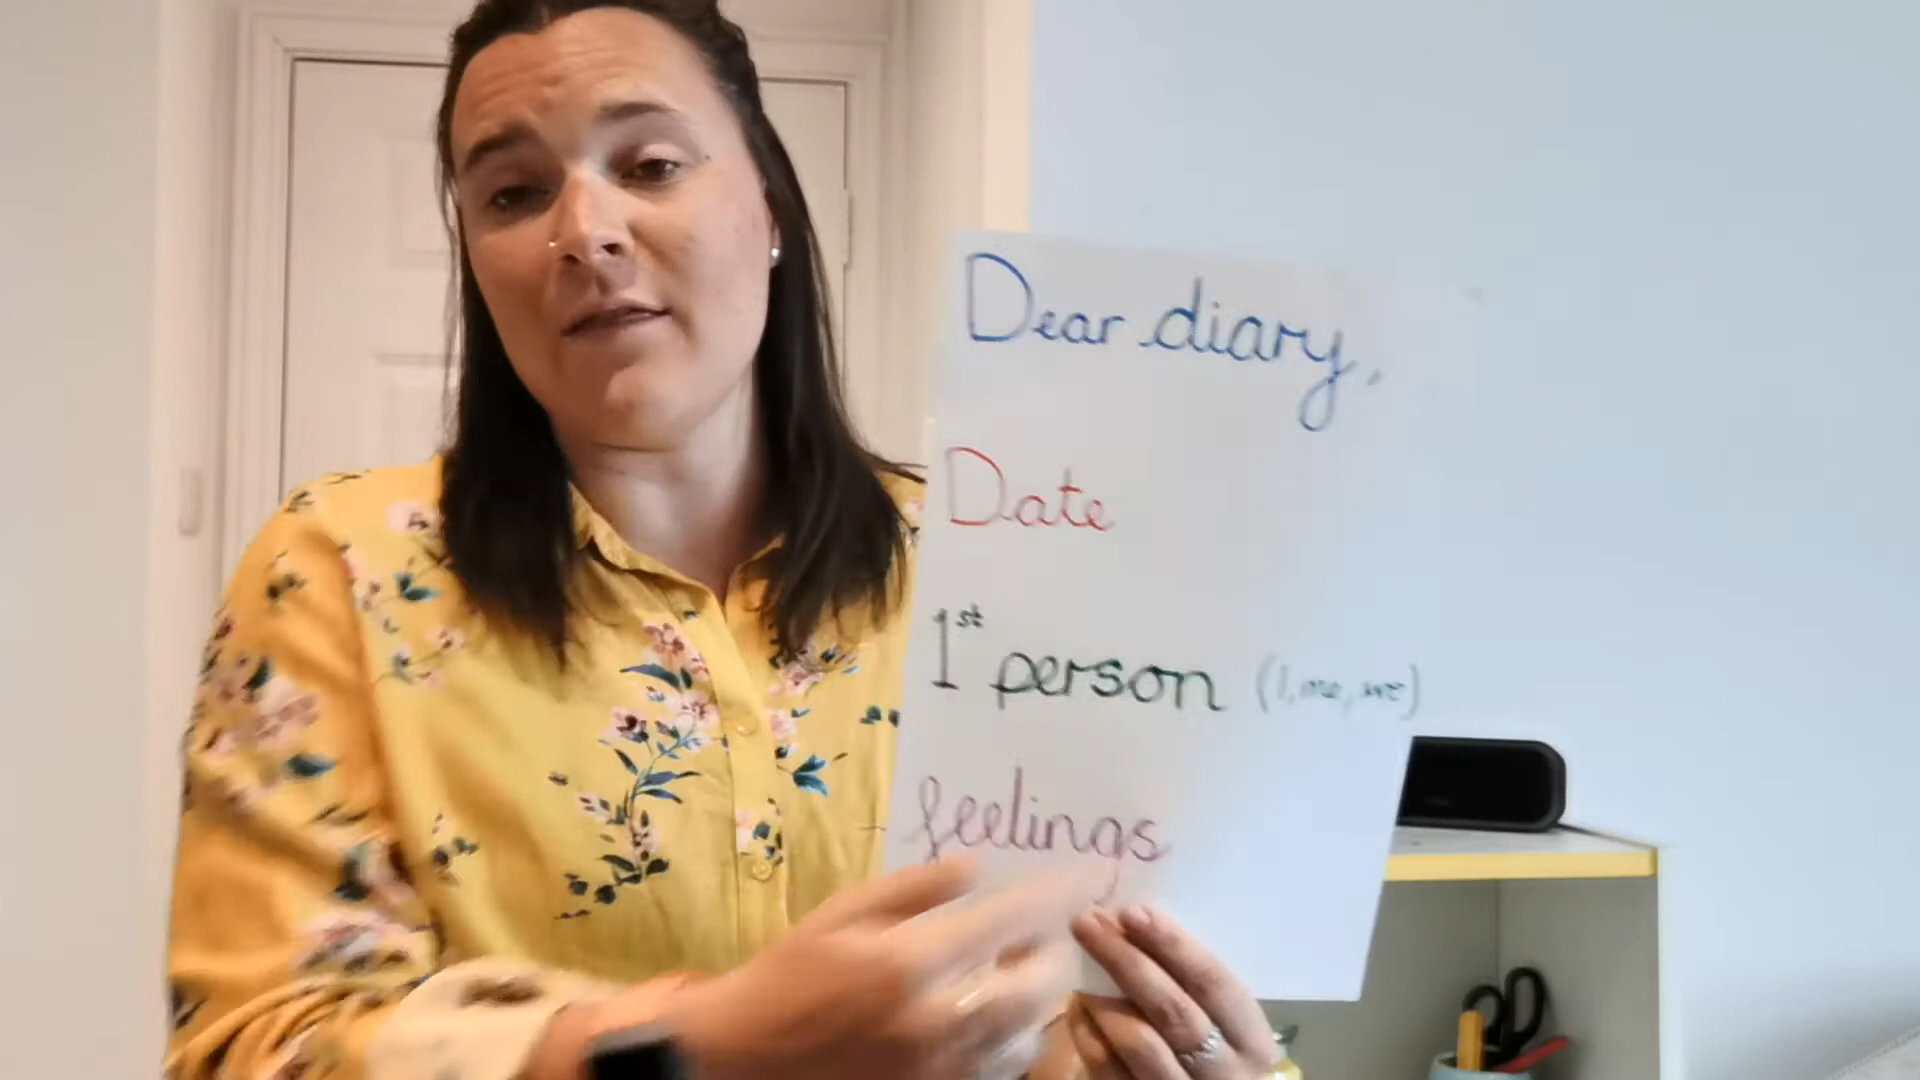 Dear diary,
Date
1st person (I, me, we)
feelings